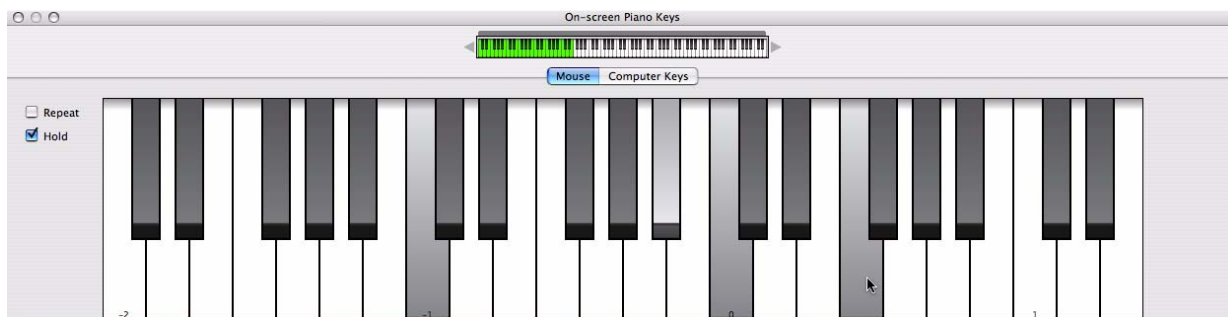 On-screen Piano Keys
Mouse Computer Keys
Repeat
Hold
-2 -1 0 1